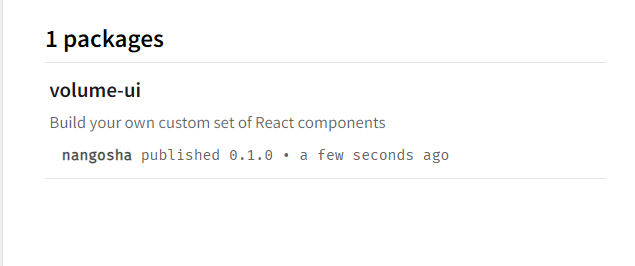 1 packages
volume-ui
Build your own custom set of React components
nangosha published 0.1.0 • a few seconds ago